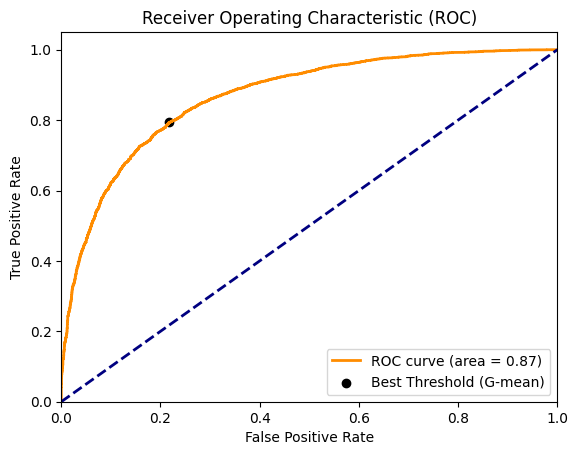 Receiver Operating Characteristic (ROC)
True Positive Rate
1.0
0.8
0.6
0.4
0.2
0.0
ROC curve (area = 0.87)
Best Threshold (G-mean)
0.0 0.2 0.4 0.6 0.8 1.0
False Positive Rate